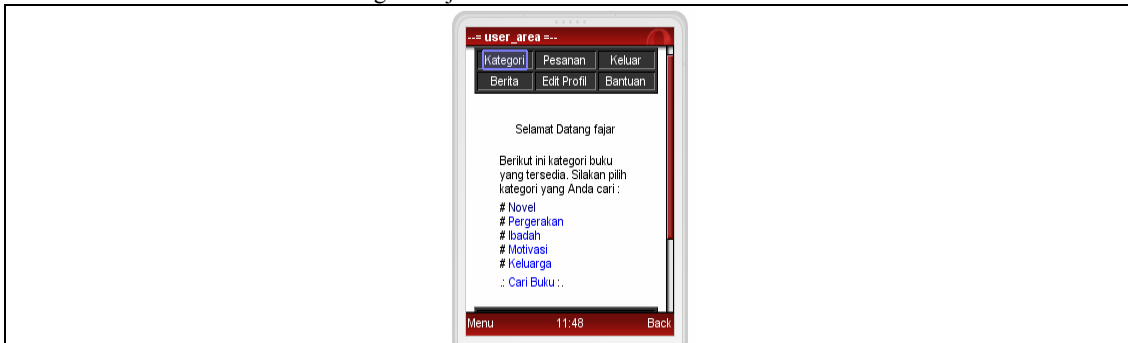 --= user_area =--
Kategori Pesanan Keluar
Berita Edit Profil Bantuan
Selamat Datang fajar
Berikut ini kategori buku
yang tersedia. Silakan pilih
kategori yang Anda cari :
# Novel
# Pergerakan
# Ibadah
# Motivasi
# Keluarga
.: Cari Buku :.
Menu 11:48 Back